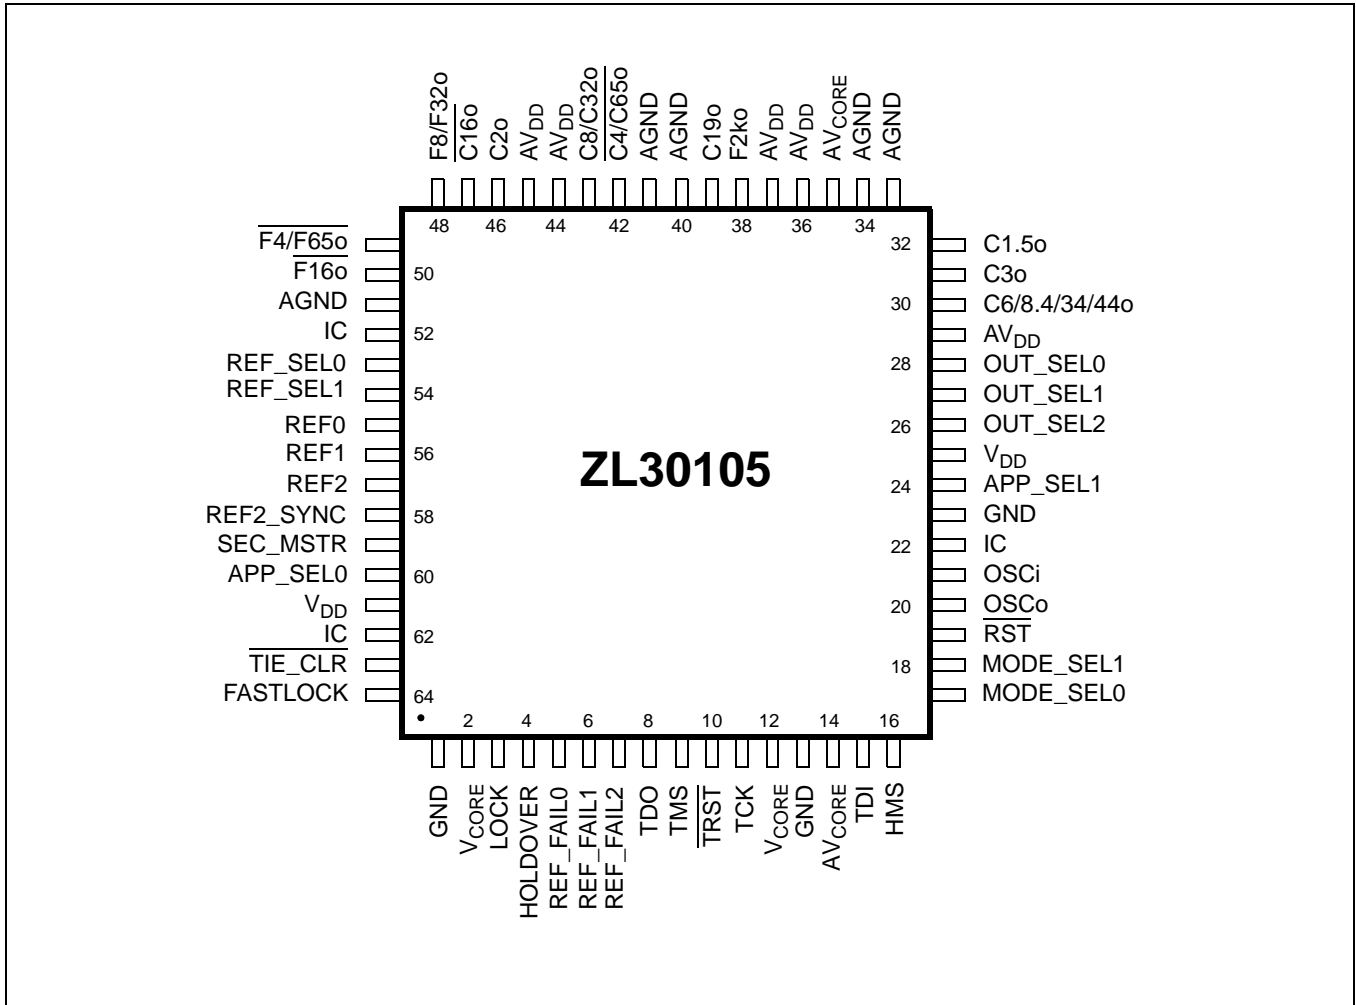 F8/F32o
C16o
C2o
AVDD
AVDD
C8/C32o
C4/C65o
AGND
AGND
C19o
F2ko
AVDD
AVDD
AVCORE
AGND
AGND
48 46 44 42 40 38 36 34
F4/F65o
F16o 50
AGND
IC 52
REF_SEL0
REF_SEL1 54
REF0
REF1 56
REF2
REF2_SYNC 58
SEC_MSTR
APP_SEL0 60
VDD
IC 62
TIE_CLR
FASTLOCK 64
ZL30105
32 C1.5o
C3o
30 C6/8.4/34/44o
AVDD
28 OUT_SEL0
OUT_SEL1
26 OUT_SEL2
VDD
24 APP_SEL1
GND
22 IC
OSCi
20 OSCo
RST
18 MODE_SEL1
MODE_SEL0
2 4 6 8 10 12 14 16
GND
VCORE
LOCK
HOLDOVER
REF_FAIL0
REF_FAIL1
REF_FAIL2
TDO
TMS
TRST
TCK
VCORE
GND
AVCORE
TDI
HMS